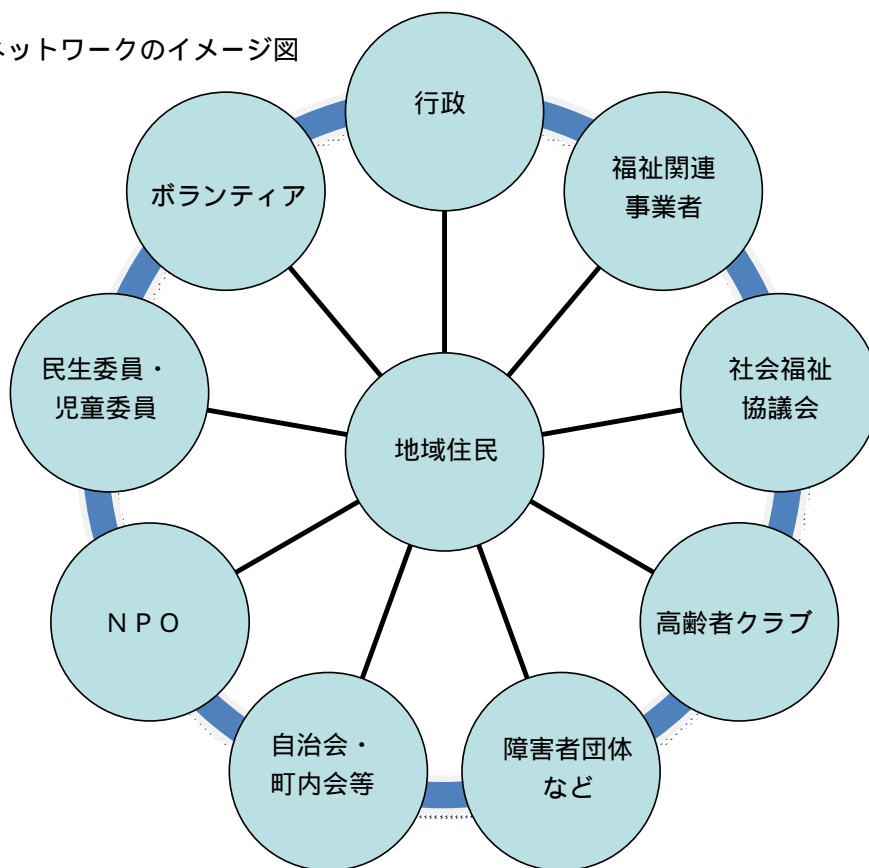 ネットワークのイメージ図
行政
福祉関連
事業者
社会福祉
協議会
高齢者クラブ
障害者団体
など
自治会・
町内会等
ＮＰＯ
民生委員・
児童委員
ボランティア
地域住民